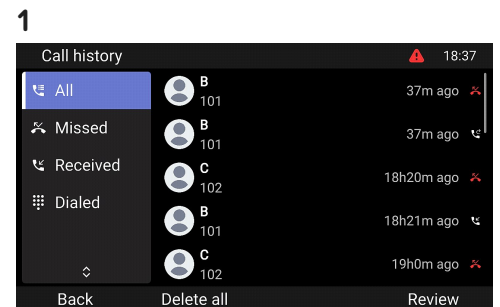 1
Call history 18:37
All
Missed
Received
Dialed
B
101
37m ago
B
101
37m ago
C
102
18h20m ago
B
101
18h21m ago
C
102
19h0m ago
Back Delete all Review